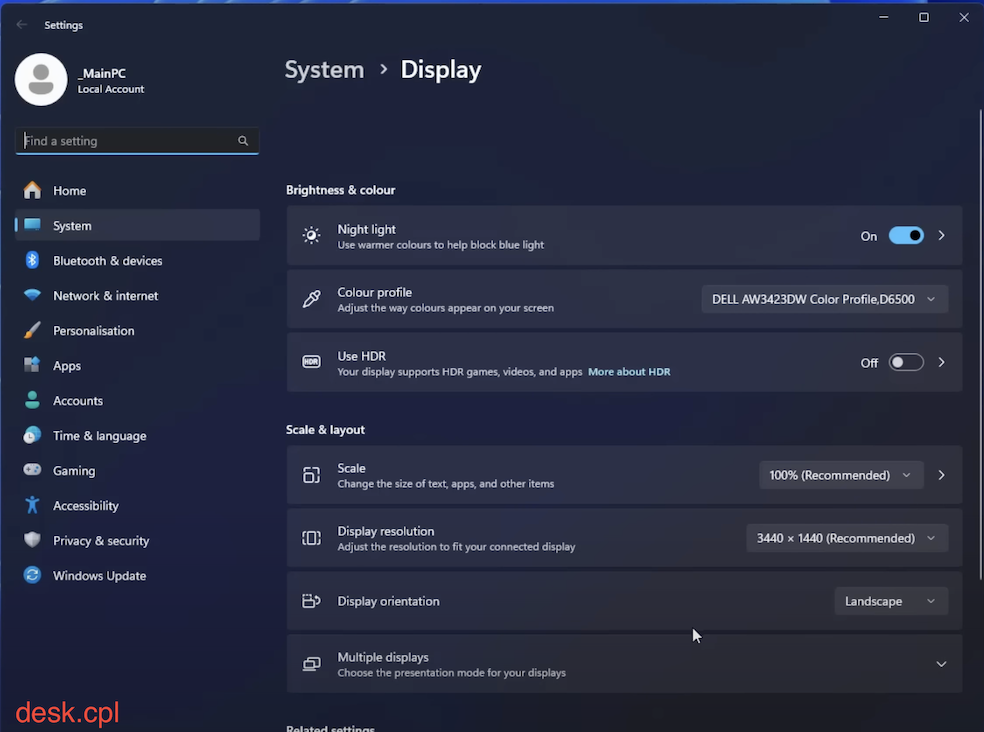 Settings
_MainPC
Local Account
Find a setting
Home
System
Bluetooth & devices
Network & internet
Personalisation
Apps
Accounts
Time & language
Gaming
Accessibility
Privacy & security
Windows Update
System > Display
Brightness & colour
Night light
Use warmer colours to help block blue light
On
Colour profile
Adjust the way colours appear on your screen
DELL AW3423DW Color Profile,D6500
HDR
Use HDR
Your display supports HDR games, videos, and apps More about HDR
Off
Scale & layout
Scale
Change the size of text, apps, and other items
100% (Recommended)
Display resolution
Adjust the resolution to fit your connected display
3440 × 1440 (Recommended)
Display orientation
Landscape
Multiple displays
Choose the presentation mode for your displays
Related settings
desk.cpl